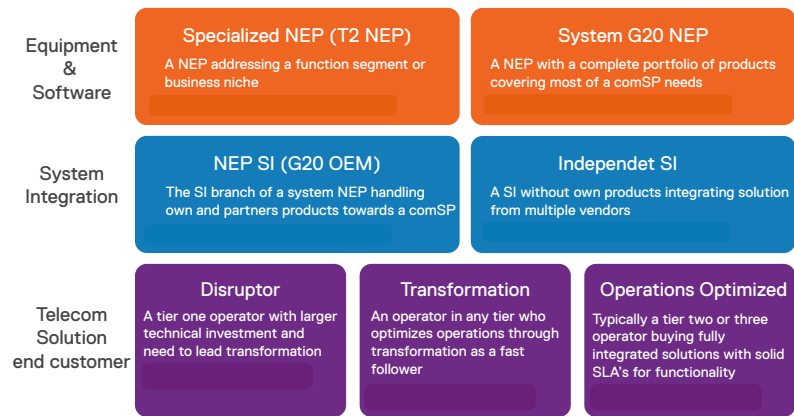 Equipment
&
Software
Specialized NEP (T2 NEP)
A NEP addressing a function segment or
business niche
System G20 NEP
A NEP with a complete portfolio of products
covering most of a comSP needs
System
Integration
NEP SI (G20 OEM)
The SI branch of a system NEP handling
own and partners products towards a comSP
Independet SI
A SI without own products integrating solution
from multiple vendors
Telecom
Solution
end customer
Disruptor
A tier one operator with larger
technical investment and
need to lead transformation
Transformation
An operator in any tier who
optimizes operations through
transformation as a fast
follower
Operations Optimized
Typically a tier two or three
operator buying fully
integrated solutions with solid
SLA's for functionality